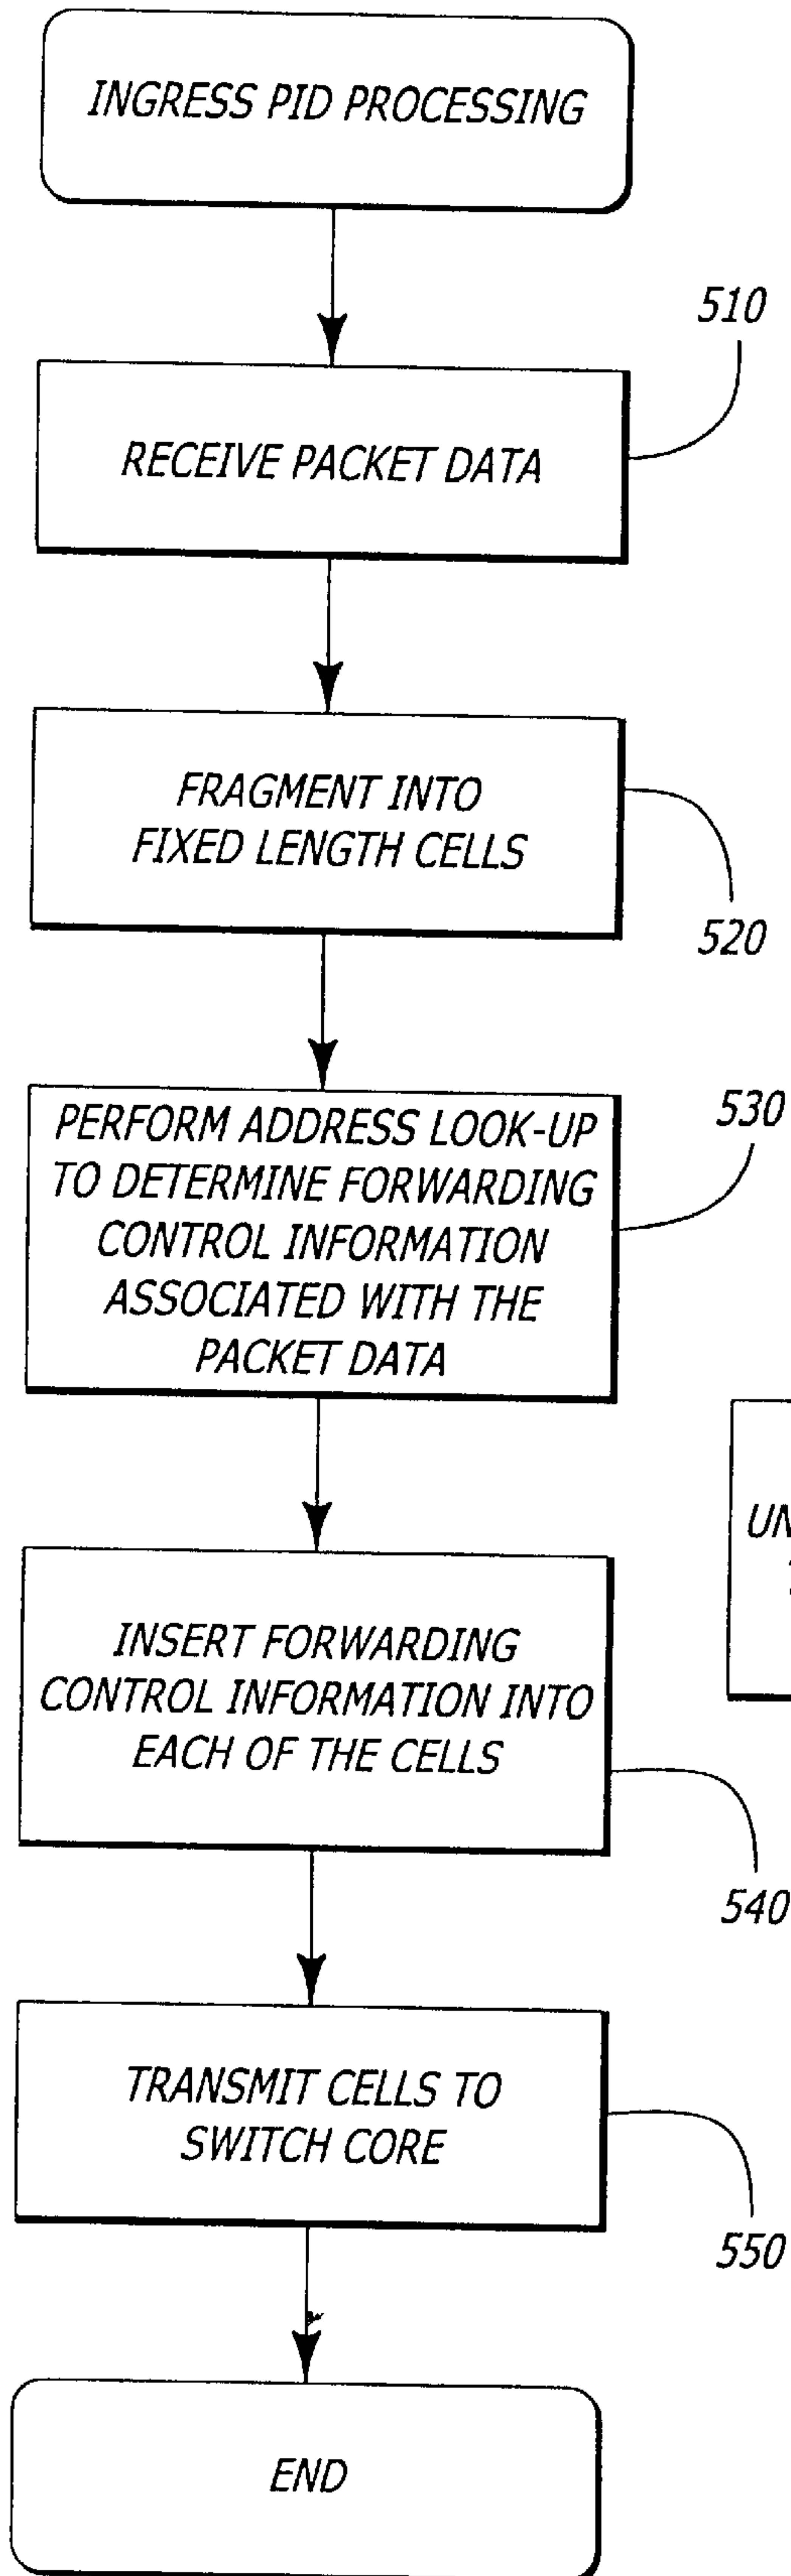 INGRESS PID PROCESSING
510
RECEIVE PACKET DATA
FRAGMENT INTO
FIXED LENGTH CELLS
520
PERFORM ADDRESS LOOK-UP
TO DETERMINE FORWARDING
CONTROL INFORMATION
ASSOCIATED WITH THE
PACKET DATA
530
INSERT FORWARDING
CONTROL INFORMATION INTO
EACH OF THE CELLS
540
TRANSMIT CELLS TO
SWITCH CORE
550
END